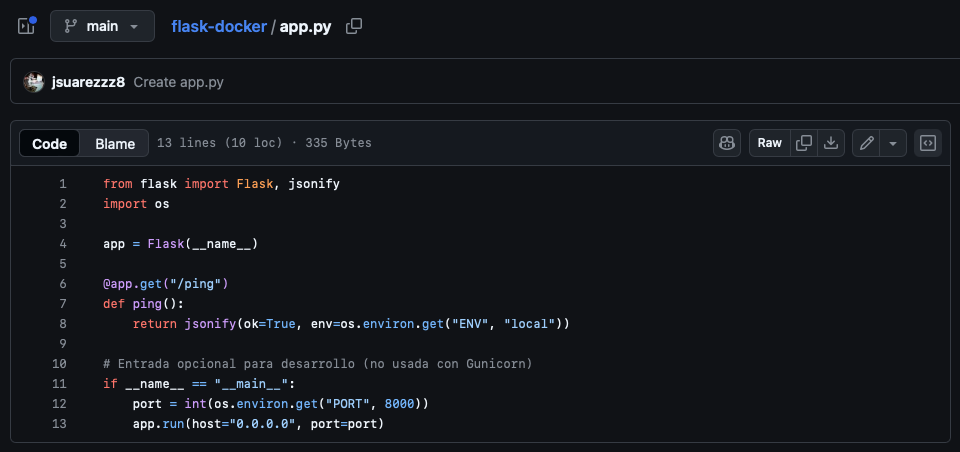 main
flask-docker / app.py
jsuarezzz8 Create app.py
Code Blame 13 lines (10 loc) · 335 Bytes Raw
1 from flask import Flask, jsonify
2 import os
3
4 app = Flask(__name__)
5
6 @app.get("/ping")
7 def ping():
8     return jsonify(ok=True, env=os.environ.get("ENV", "local"))
9
10 # Entrada opcional para desarrollo (no usada con Gunicorn)
11 if __name__ == "__main__":
12     port = int(os.environ.get("PORT", 8000))
13     app.run(host="0.0.0.0", port=port)